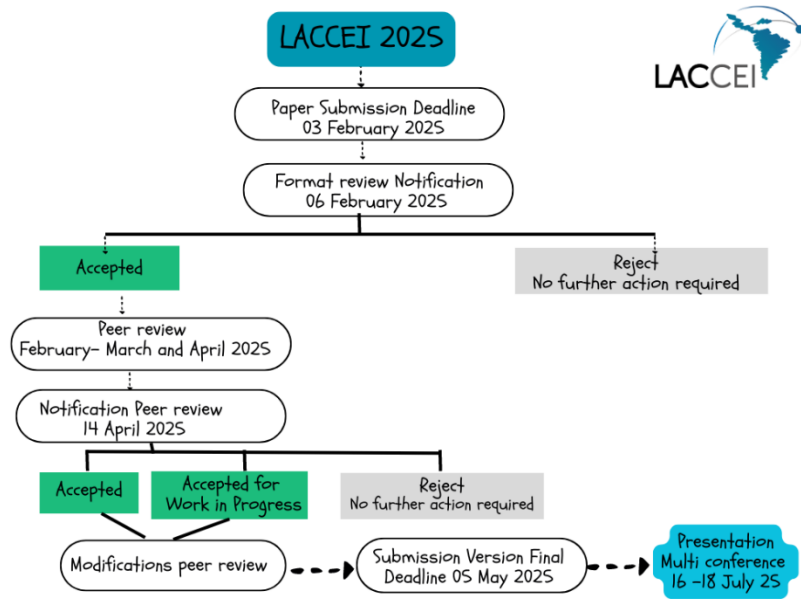 LACCEI 2025
LACCEI
Paper Submission Deadline
03 February 2025
Format review Notification
06 February 2025
Accepted
Reject
No further action required
Peer review
February- March and April 2025
Notification Peer review
14 April 2025
Accepted
Accepted for
Work in Progress
Reject
No further action required
Modifications peer review
Submission Version Final
Deadline 05 May 2025
Presentation
Multi conference
16 -18 July 25